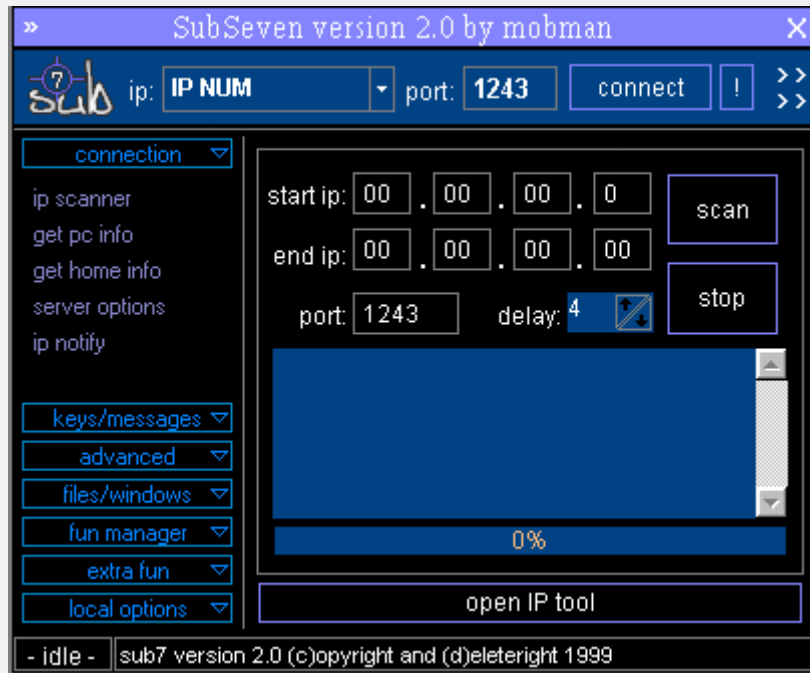 » SubSeven version 2.0 by mobman X
7 sub ip: IP NUM port: 1243 connect ! >> >>
connection
ip scanner
get pc info
get home info
server options
ip notify
keys/messages
advanced
files/windows
fun manager
extra fun
local options
start ip: 00 . 00 . 00 . 0
scan
end ip: 00 . 00 . 00 . 00
port: 1243 delay: 4
stop
0%
open IP tool
- idle - sub7 version 2.0 (c)opyright and (d)eleteright 1999